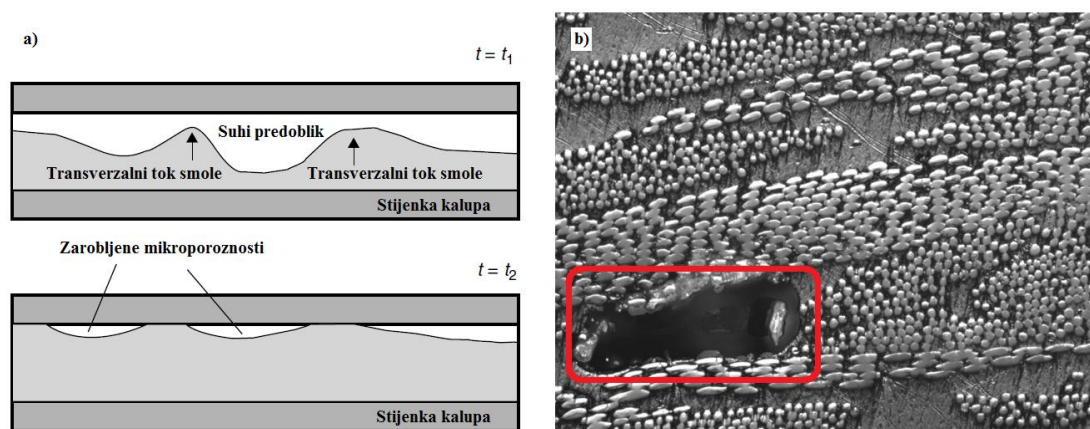 a)
t = t1
Suhi predoblik
Transverzalni tok smole
Transverzalni tok smole
Stijenka kalupa
Zarobljene mikroporoznosti
t = t2
Stijenka kalupa
b)